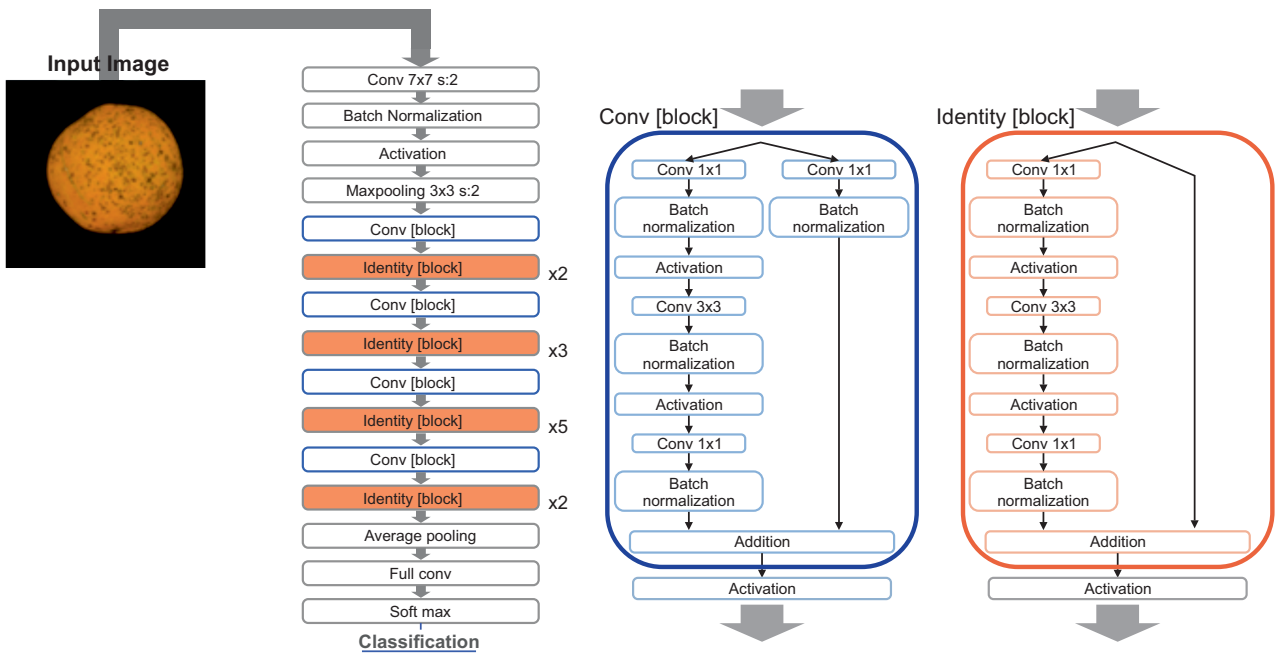 Input Image
Conv 7x7 s:2
Batch Normalization
Activation
Maxpooling 3x3 s:2
Conv [block]
Identity [block]
x2
Conv [block]
Identity [block]
x3
Conv [block]
Identity [block]
x5
Conv [block]
Identity [block]
x2
Average pooling
Full conv
Soft max
Classification
Conv [block]
Conv 1x1
Batch
normalization
Activation
Conv 3x3
Batch
normalization
Activation
Conv 1x1
Batch
normalization
Conv 1x1
Batch
normalization
Addition
Activation
Identity [block]
Conv 1x1
Batch
normalization
Activation
Conv 3x3
Batch
normalization
Activation
Conv 1x1
Batch
normalization
Addition
Activation